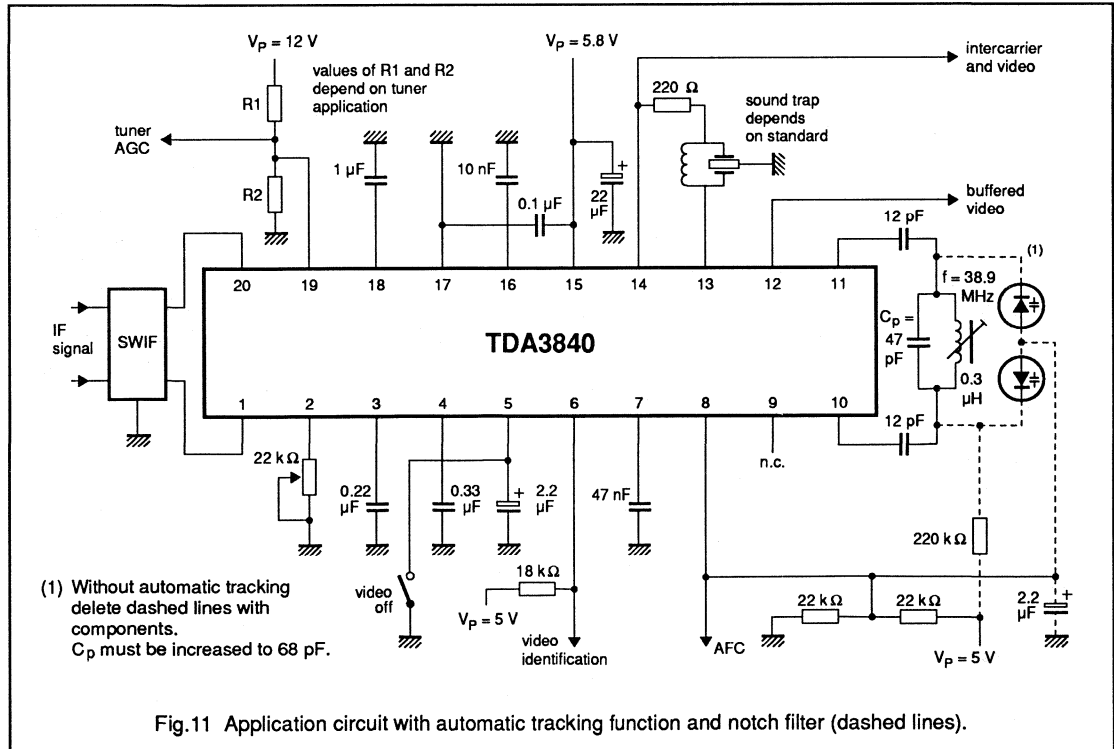 V_P = 12 V
R1
tuner
AGC
R2
values of R1 and R2
depend on tuner
application
1 µF
10 nF
0.1 µF
V_P = 5.8 V
+
22
µF
220 Ω
sound trap
depends
on standard
intercarrier
and video
buffered
video
12 pF
(1)
f = 38.9
MHz
C_p =
47
pF
0.3
µH
12 pF
20
19
18
17
16
15
14
13
12
11
TDA3840
1
2
3
4
5
6
7
8
9
10
IF
signal
SWIF
22 kΩ
0.22
µF
0.33
µF
+
2.2
µF
47 nF
n.c.
220 kΩ
video
off
18 kΩ
V_P = 5 V
video
identification
AFC
22 kΩ
22 kΩ
V_P = 5 V
2.2
µF
+
(1) Without automatic tracking
delete dashed lines with
components.
C_p must be increased to 68 pF.
Fig.11 Application circuit with automatic tracking function and notch filter (dashed lines).